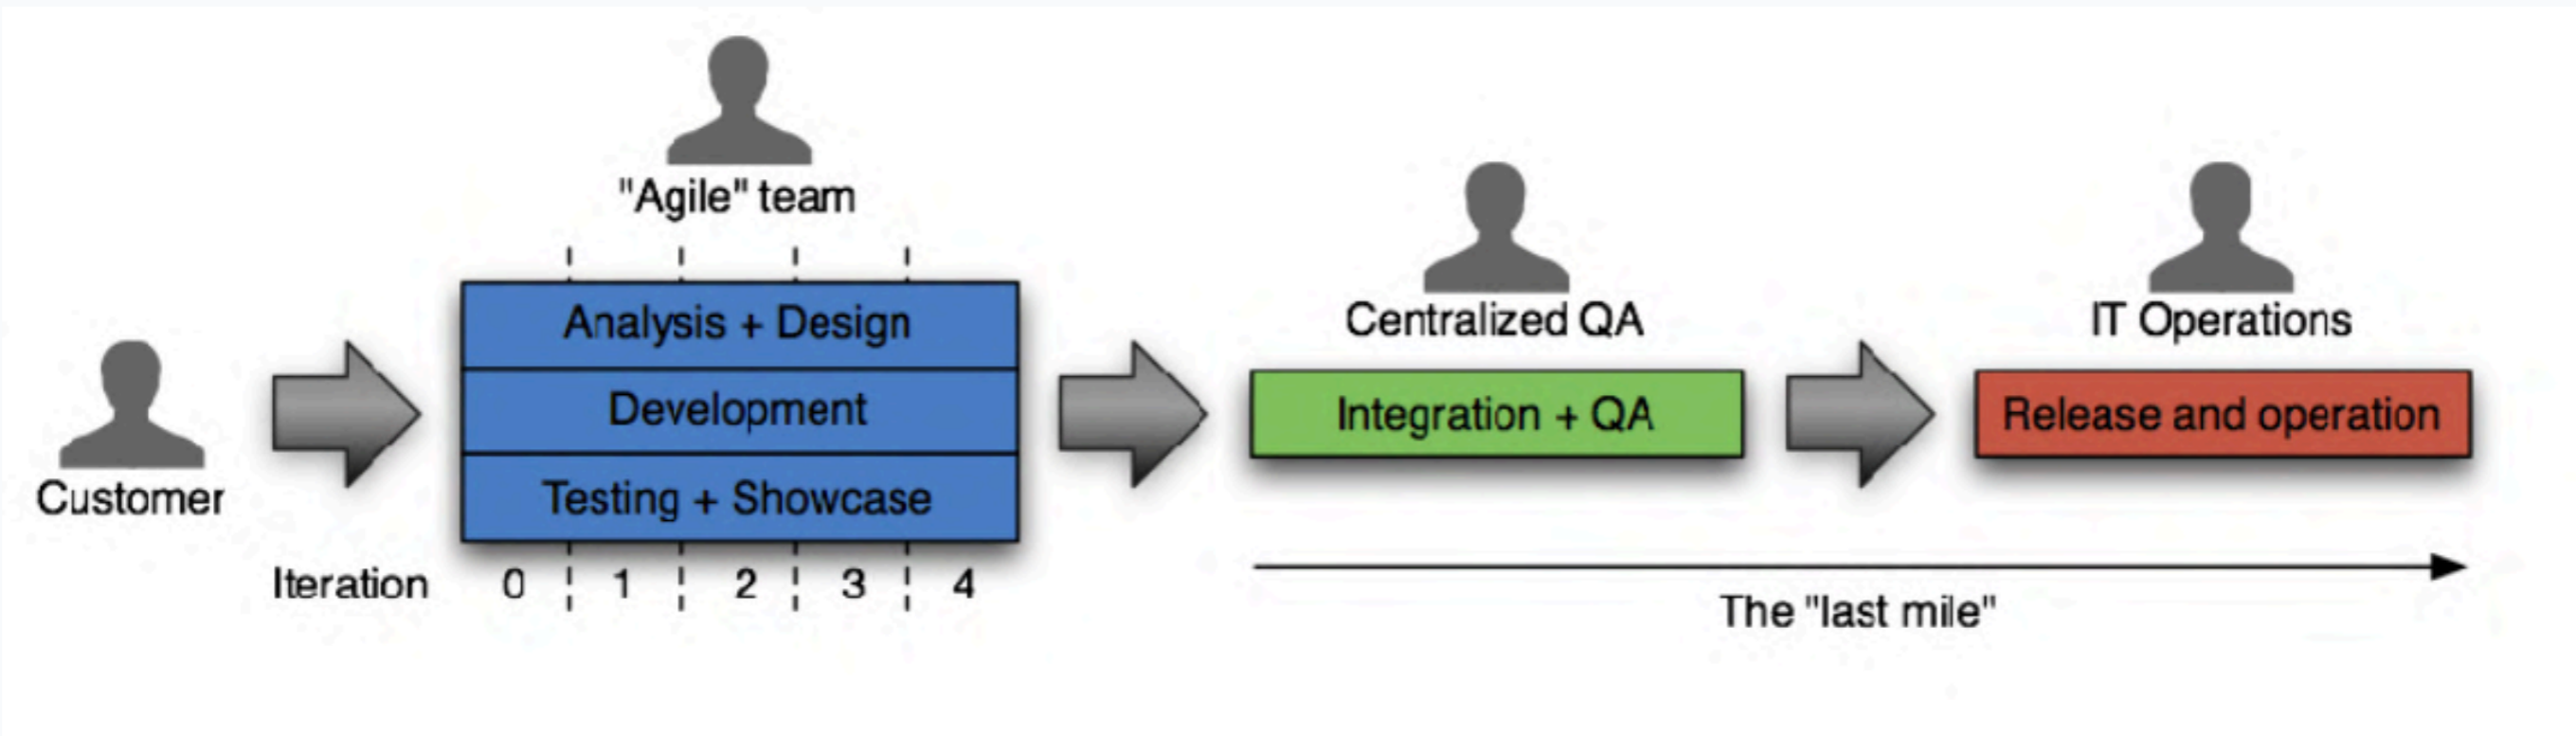 "Agile" team
Customer
Analysis + Design
Development
Testing + Showcase
Iteration 0 1 2 3 4
Centralized QA
Integration + QA
IT Operations
Release and operation
The "last mile"